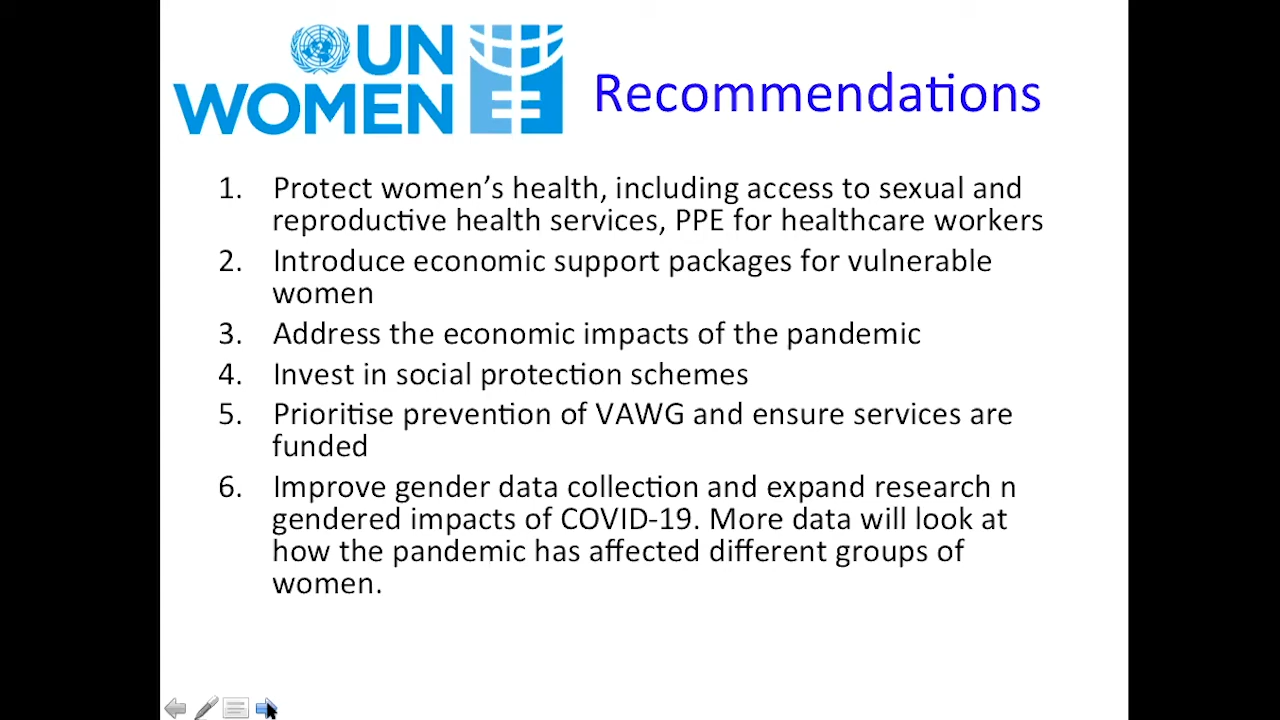 UN
WOMEN
Recommendations
1. Protect women’s health, including access to sexual and
reproductive health services, PPE for healthcare workers
2. Introduce economic support packages for vulnerable
women
3. Address the economic impacts of the pandemic
4. Invest in social protection schemes
5. Prioritise prevention of VAWG and ensure services are
funded
6. Improve gender data collection and expand research n
gendered impacts of COVID-19. More data will look at
how the pandemic has affected different groups of
women.